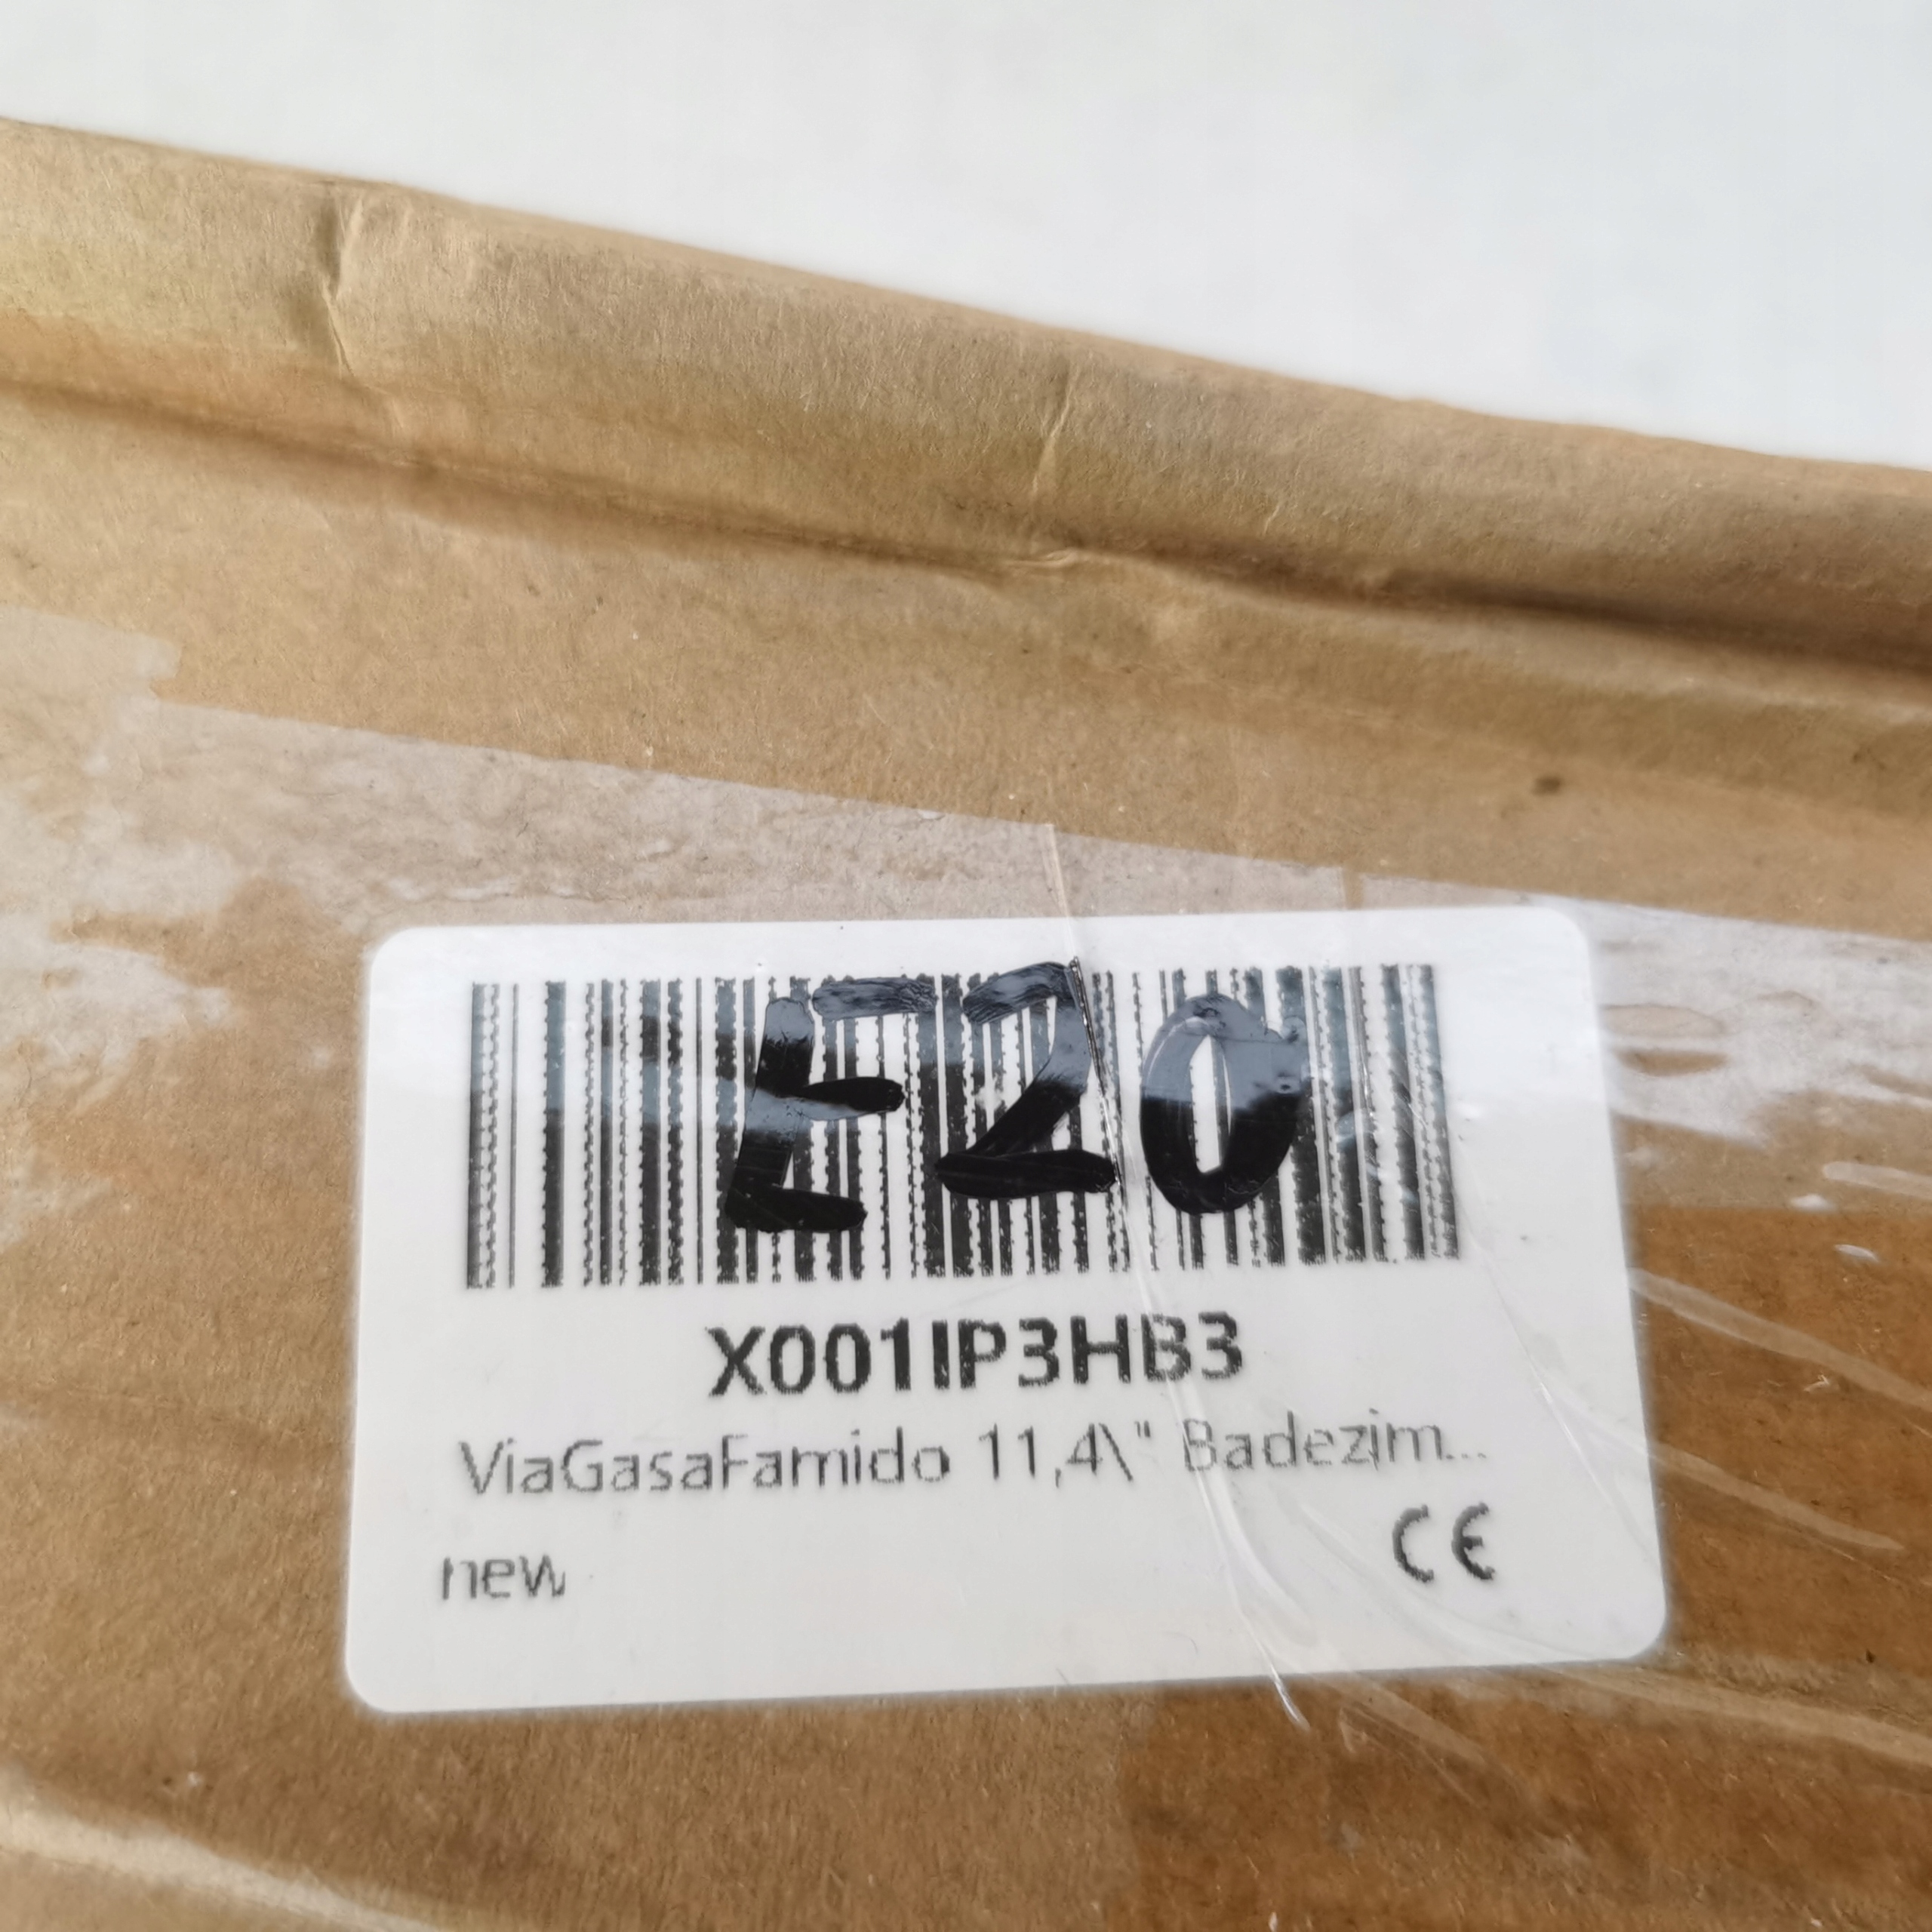 E20
X001IP3HB3
ViaGasaFamido 11,4\" Badezim...
new
CE